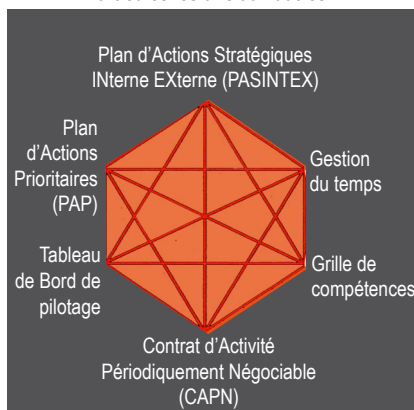 Plan d'Actions Stratégiques
INterne EXterne (PASINTEX)
Plan
d'Actions
Prioritaires
(PAP)
Gestion
du temps
Tableau
de Bord de
pilotage
Grille de
compétences
Contrat d'Activité
Périodiquement Négociable
(CAPN)